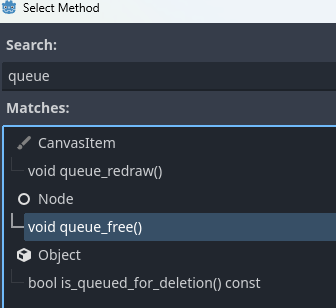 Select Method
Search:
queue
Matches:
CanvasItem
void queue_redraw()
Node
void queue_free()
Object
bool is_queued_for_deletion() const